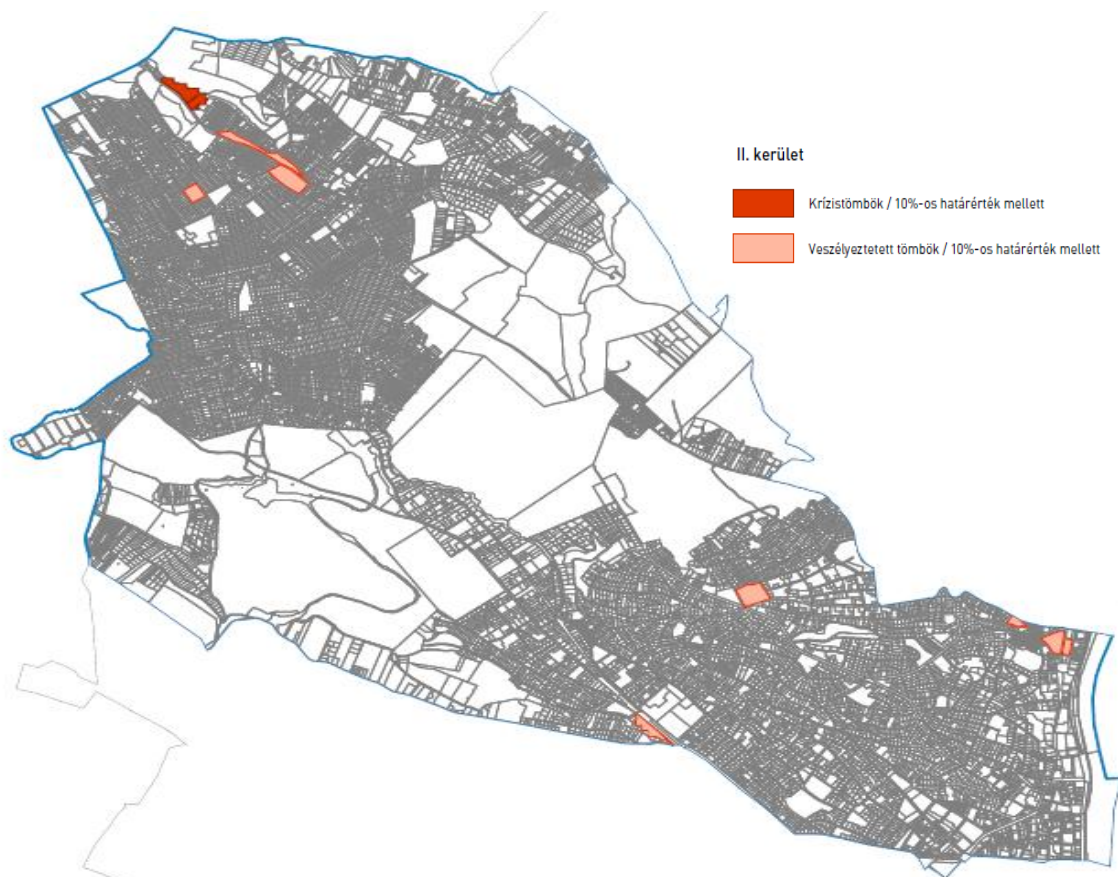 II. kerület
Krízistömbök / 10%-os határérték mellett
Veszélyeztetett tömbök / 10%-os határérték mellett